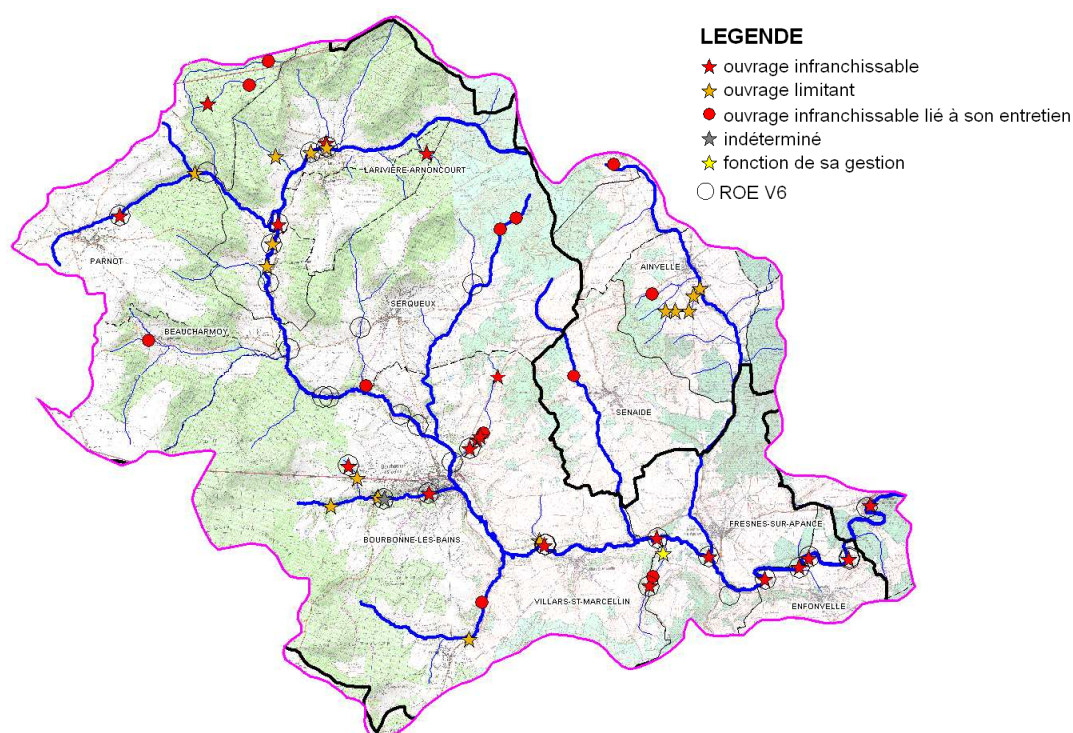 LEGENDE
ouvrage infranchissable
ouvrage limitant
ouvrage infranchissable lié à son entretien
indéterminé
fonction de sa gestion
ROE V6
LARIVIÈRE-ARNONCOURT
PARNOT
AINVELLE
SERQUEUX
BEAUCHARMOY
SENAIDE
BOURBONNE-LES-BAINS
FRESNES-SUR-APANCE
VILLARS-ST-MARCELLIN
ENFONVELLE